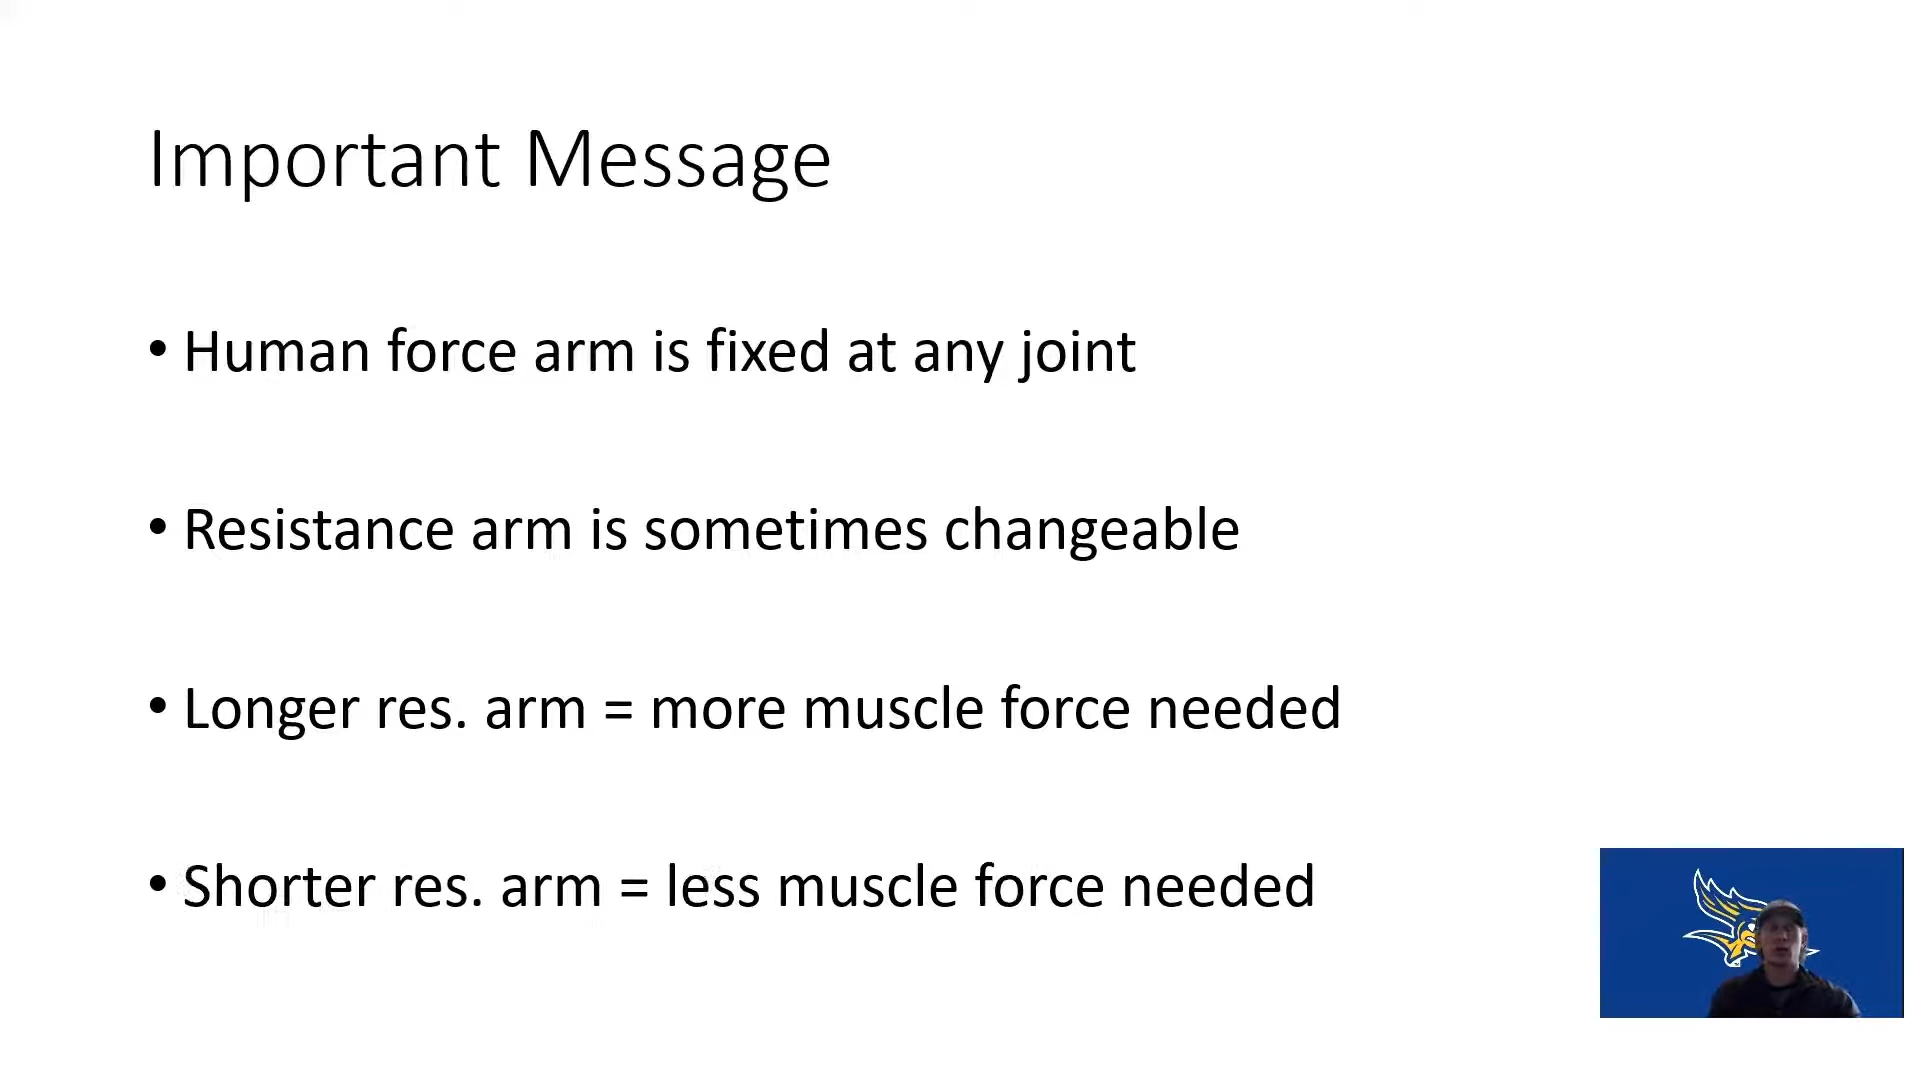 Important Message
• Human force arm is fixed at any joint
• Resistance arm is sometimes changeable
• Longer res. arm = more muscle force needed
• Shorter res. arm = less muscle force needed